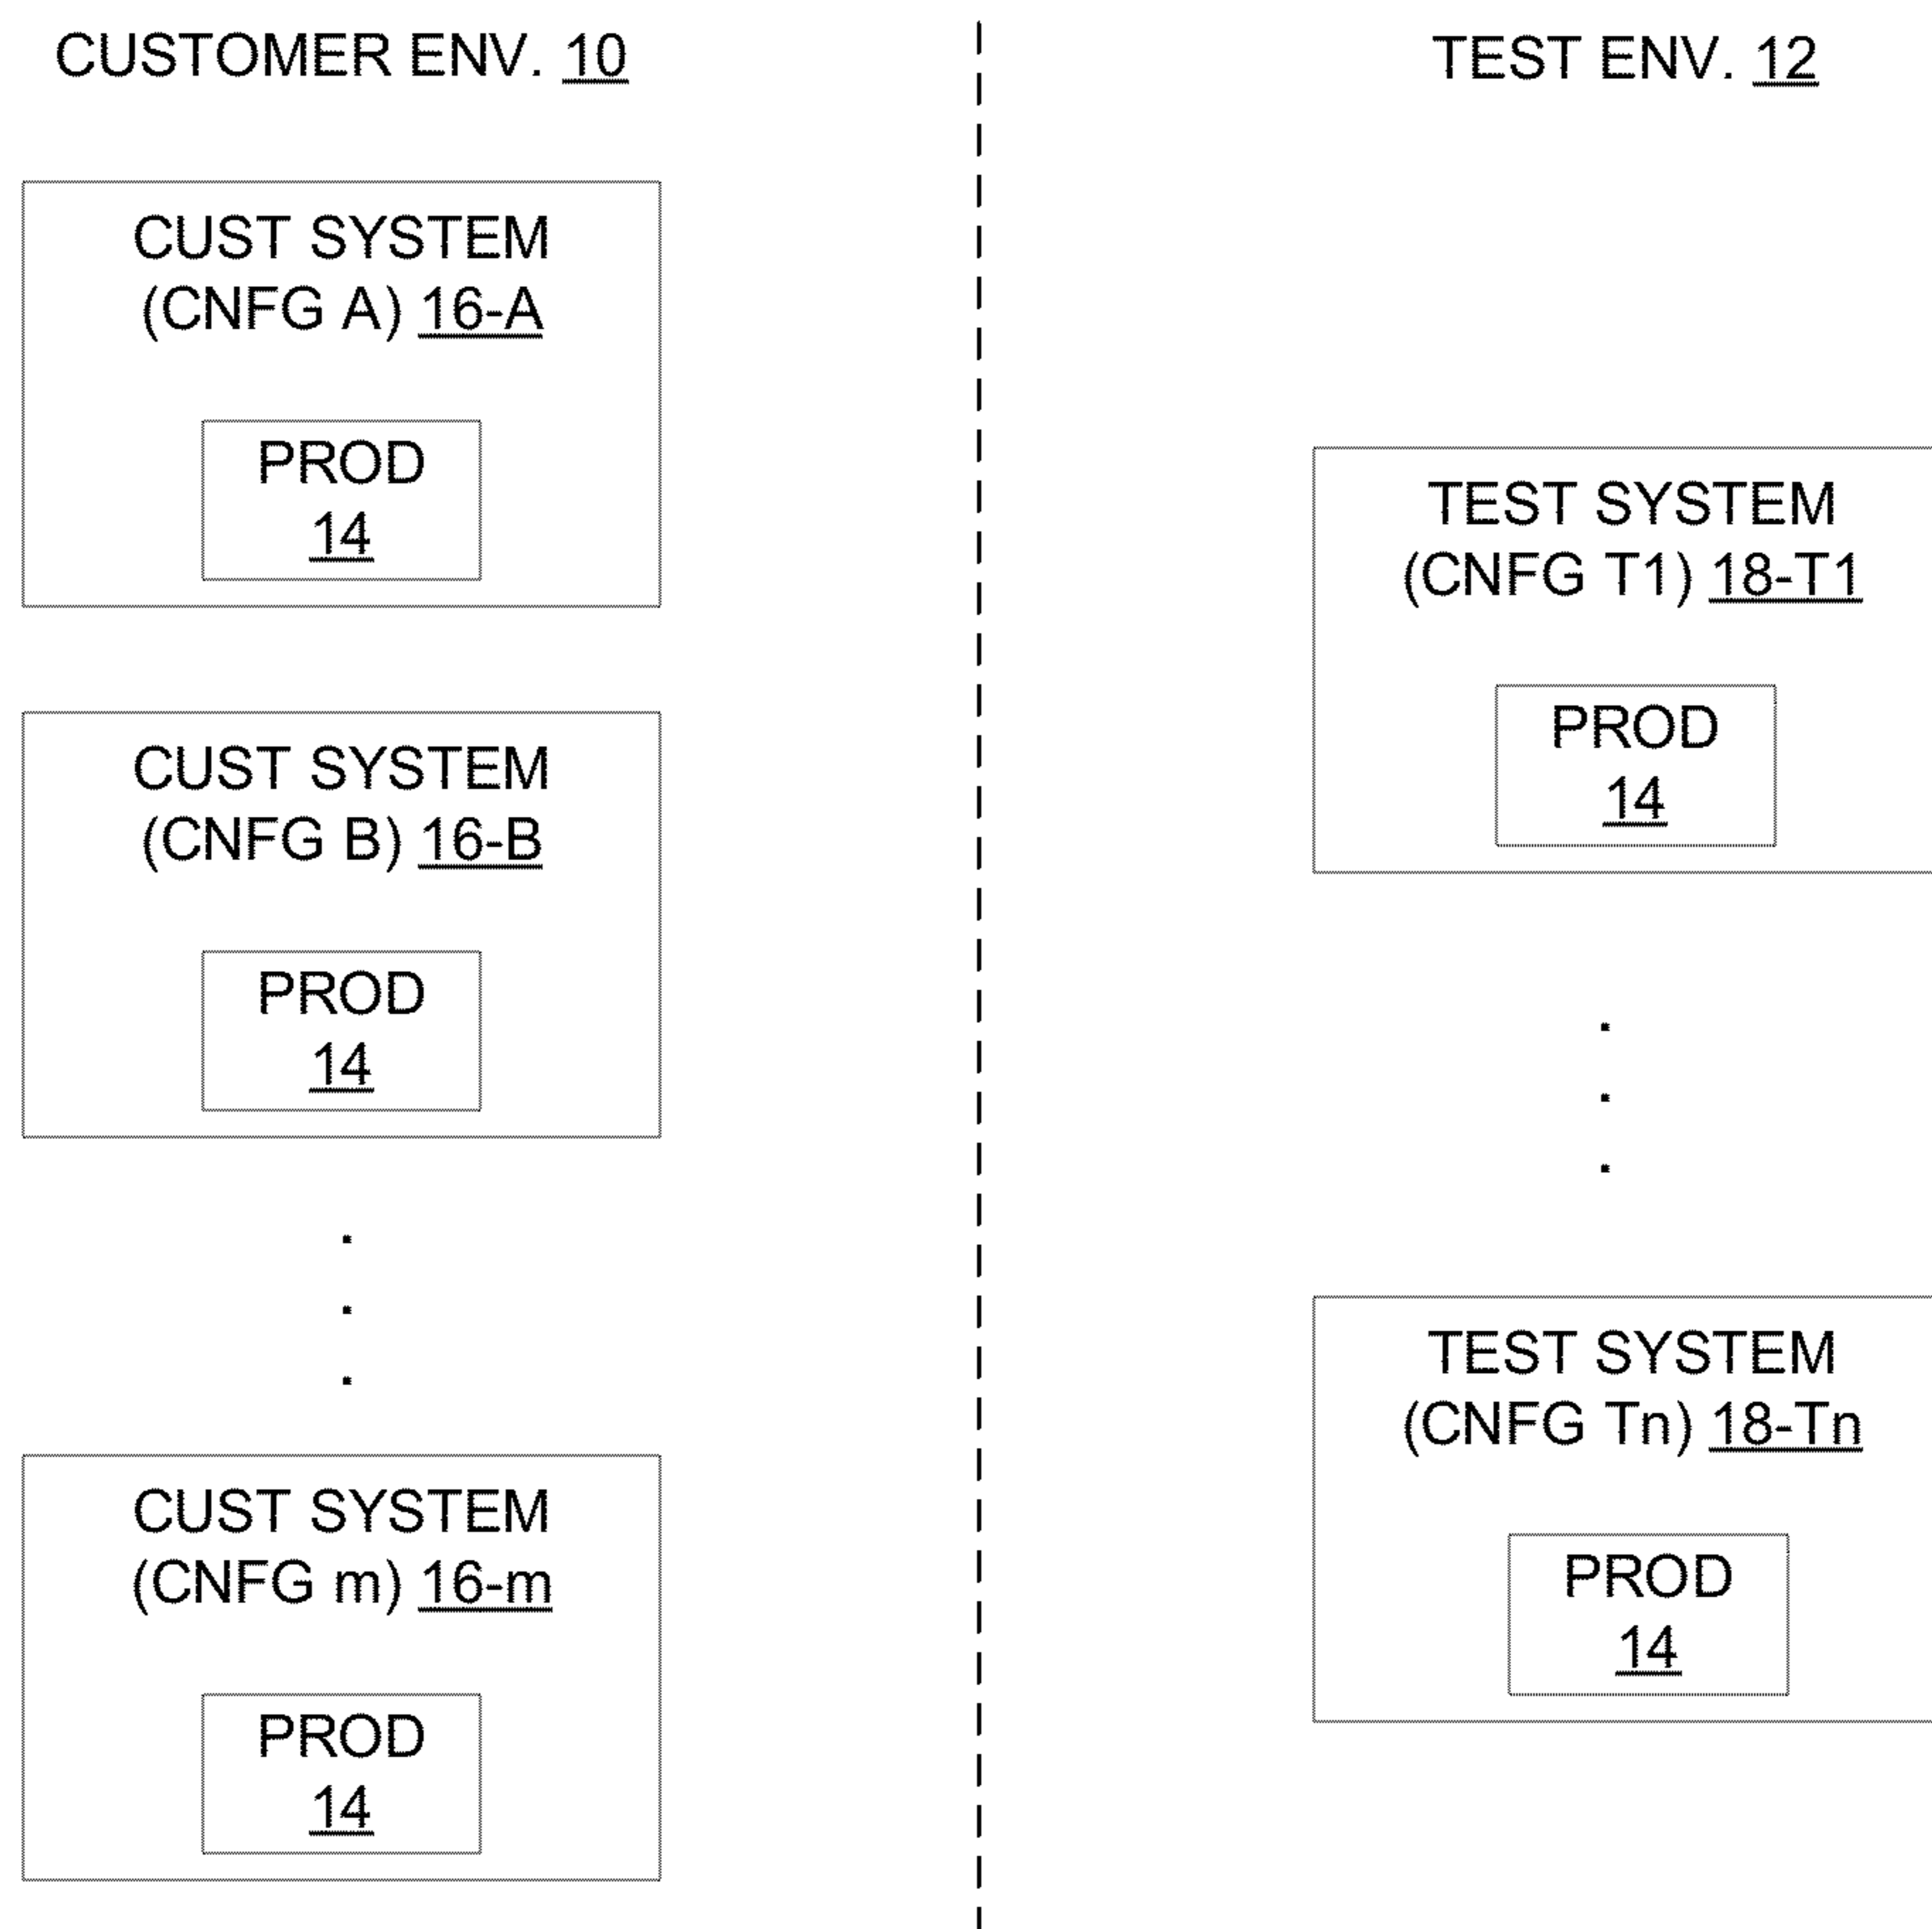 CUSTOMER ENV. 10
CUST SYSTEM
(CNFG A) 16-A
PROD
14
CUST SYSTEM
(CNFG B) 16-B
PROD
14
CUST SYSTEM
(CNFG m) 16-m
PROD
14
TEST ENV. 12
TEST SYSTEM
(CNFG T1) 18-T1
PROD
14
TEST SYSTEM
(CNFG Tn) 18-Tn
PROD
14